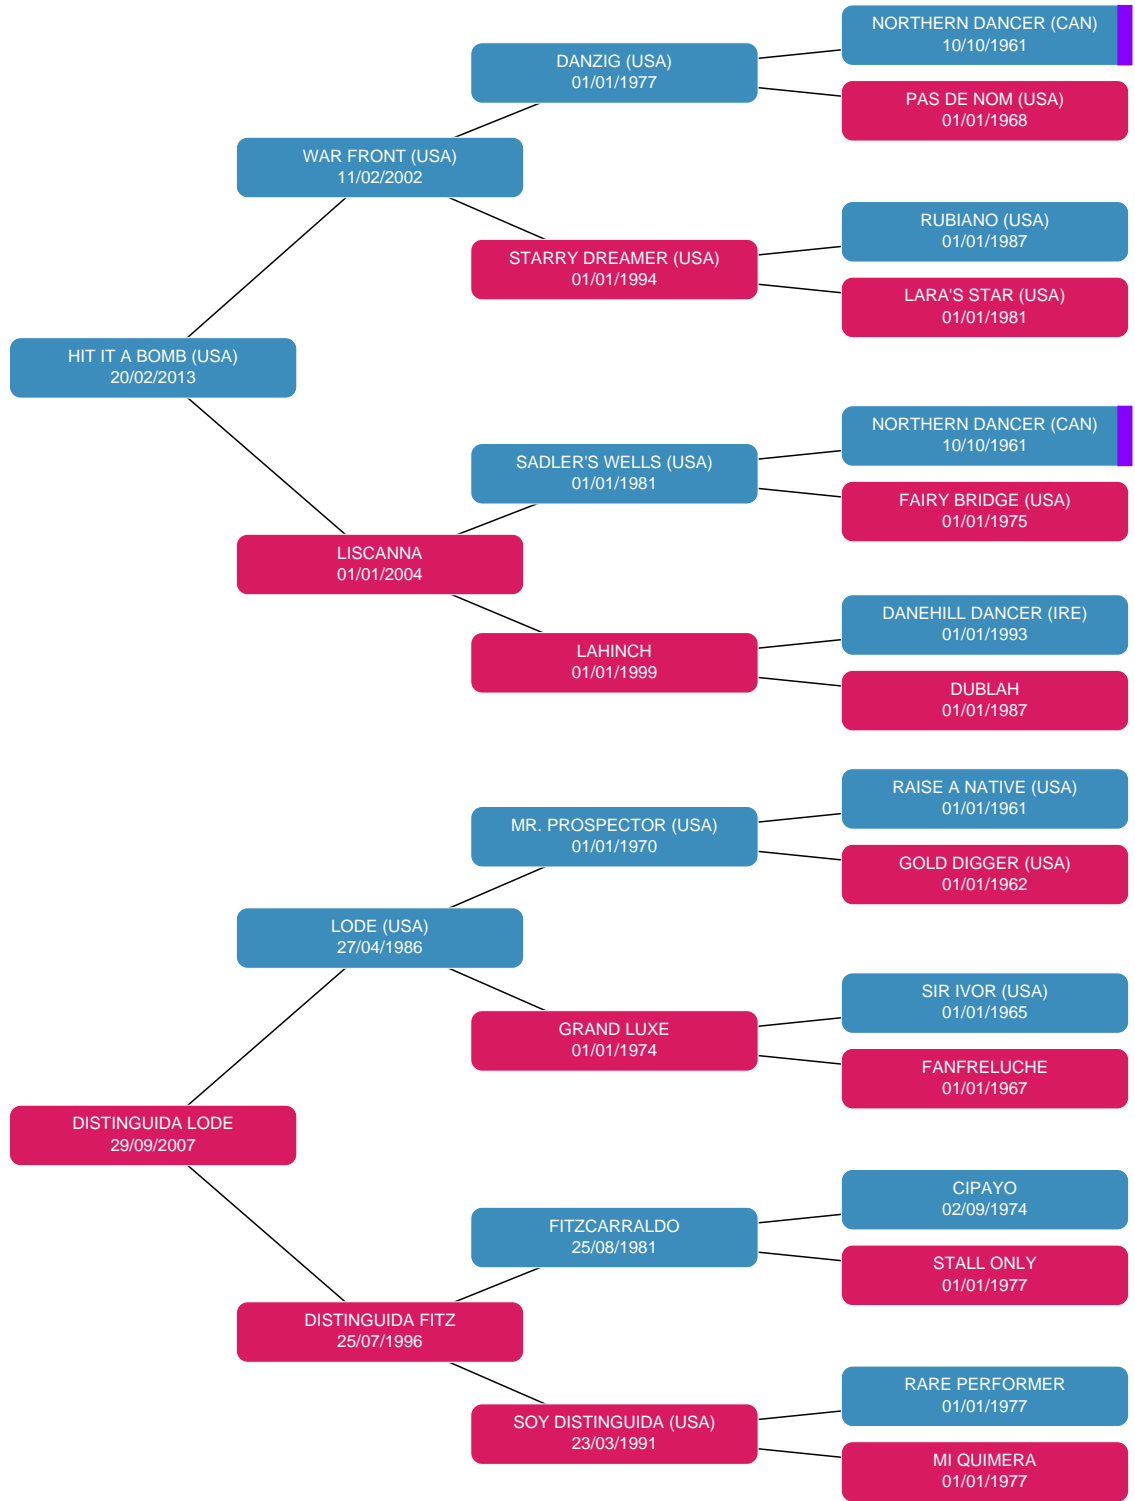 NORTHERN DANCER (CAN)
10/10/1961
DANZIG (USA)
01/01/1977
PAS DE NOM (USA)
01/01/1968
WAR FRONT (USA)
11/02/2002
RUBIANO (USA)
01/01/1987
STARRY DREAMER (USA)
01/01/1994
LARA'S STAR (USA)
01/01/1981
HIT IT A BOMB (USA)
20/02/2013
NORTHERN DANCER (CAN)
10/10/1961
SADLER'S WELLS (USA)
01/01/1981
FAIRY BRIDGE (USA)
01/01/1975
LISCANNA
01/01/2004
DANEHILL DANCER (IRE)
01/01/1993
LAHINCH
01/01/1999
DUBLAH
01/01/1987
RAISE A NATIVE (USA)
01/01/1961
MR. PROSPECTOR (USA)
01/01/1970
GOLD DIGGER (USA)
01/01/1962
LODE (USA)
27/04/1986
SIR IVOR (USA)
01/01/1965
GRAND LUXE
01/01/1974
FANFRELUCHE
01/01/1967
DISTINGUIDA LODE
29/09/2007
CIPAYO
02/09/1974
FITZCARRALDO
25/08/1981
STALL ONLY
01/01/1977
DISTINGUIDA FITZ
25/07/1996
RARE PERFORMER
01/01/1977
SOY DISTINGUIDA (USA)
23/03/1991
MI QUIMERA
01/01/1977